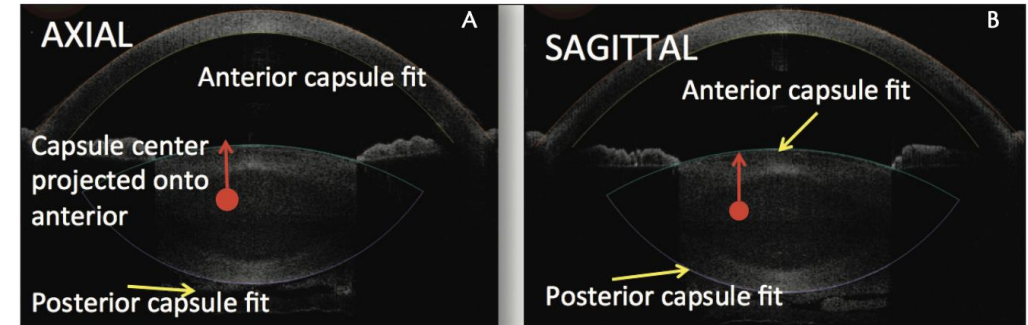 AXIAL
A
Anterior capsule fit
Capsule center
projected onto
anterior
Posterior capsule fit
B
SAGITTAL
Anterior capsule fit
Posterior capsule fit